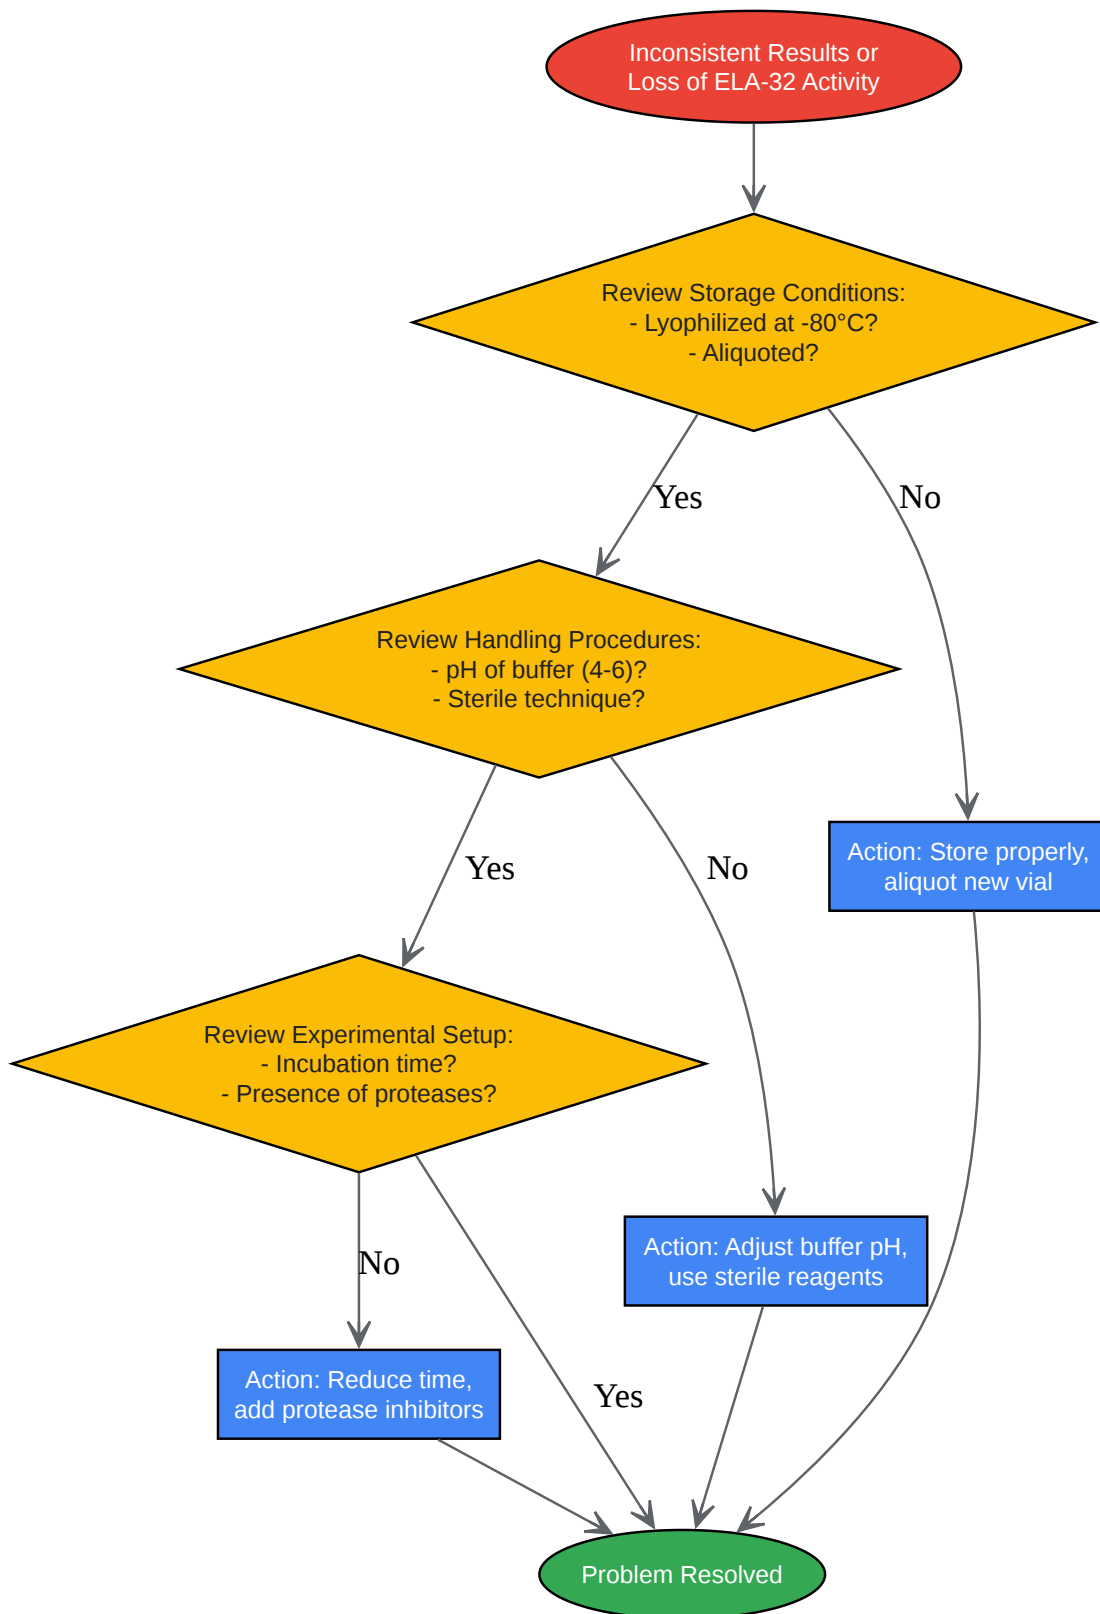 Inconsistent Results or
Loss of ELA-32 Activity
Review Storage Conditions:
- Lyophilized at -80°C?
- Aliquoted?
Yes
No
Review Handling Procedures:
- pH of buffer (4-6)?
- Sterile technique?
Yes
No
Action: Store properly,
aliquot new vial
Review Experimental Setup:
- Incubation time?
- Presence of proteases?
No
Yes
Action: Adjust buffer pH,
use sterile reagents
Action: Reduce time,
add protease inhibitors
Problem Resolved